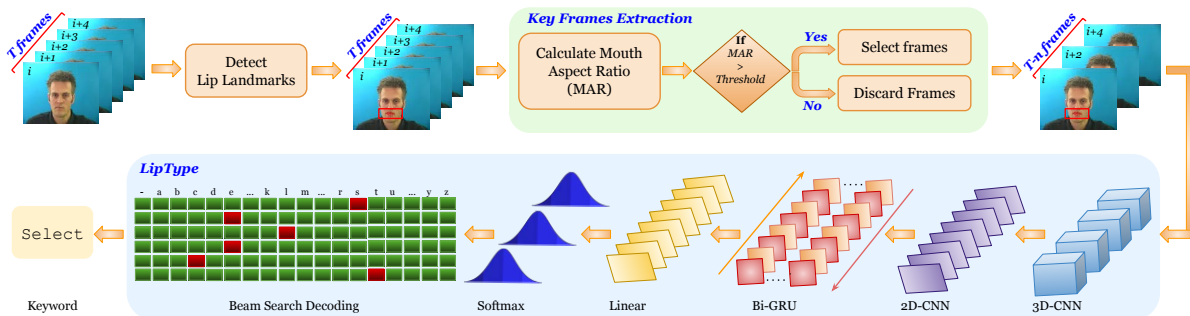 T frames
i+4
i+3
i+2
i+1
i
Detect
Lip Landmarks
T frames
i+4
i+3
i+2
i+1
i
Key Frames Extraction
Calculate Mouth
Aspect Ratio
(MAR)
If
MAR
>
Threshold
Yes
No
Select frames
Discard Frames
T-n frames
i+4
i+2
i
LipType
- a b c d e ... k l m ... r s t u ... y z
Select
Keyword
Beam Search Decoding
Softmax
Linear
Bi-GRU
2D-CNN
3D-CNN